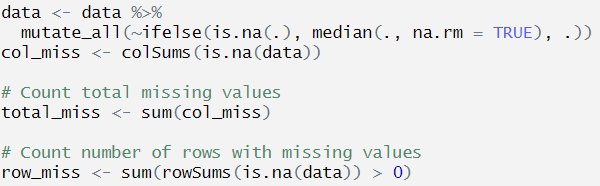 data <- data %>%
  mutate_all(~ifelse(is.na(.), median(., na.rm = TRUE), .))
col_miss <- colSums(is.na(data))

# Count total missing values
total_miss <- sum(col_miss)

# Count number of rows with missing values
row_miss <- sum(rowSums(is.na(data)) > 0)